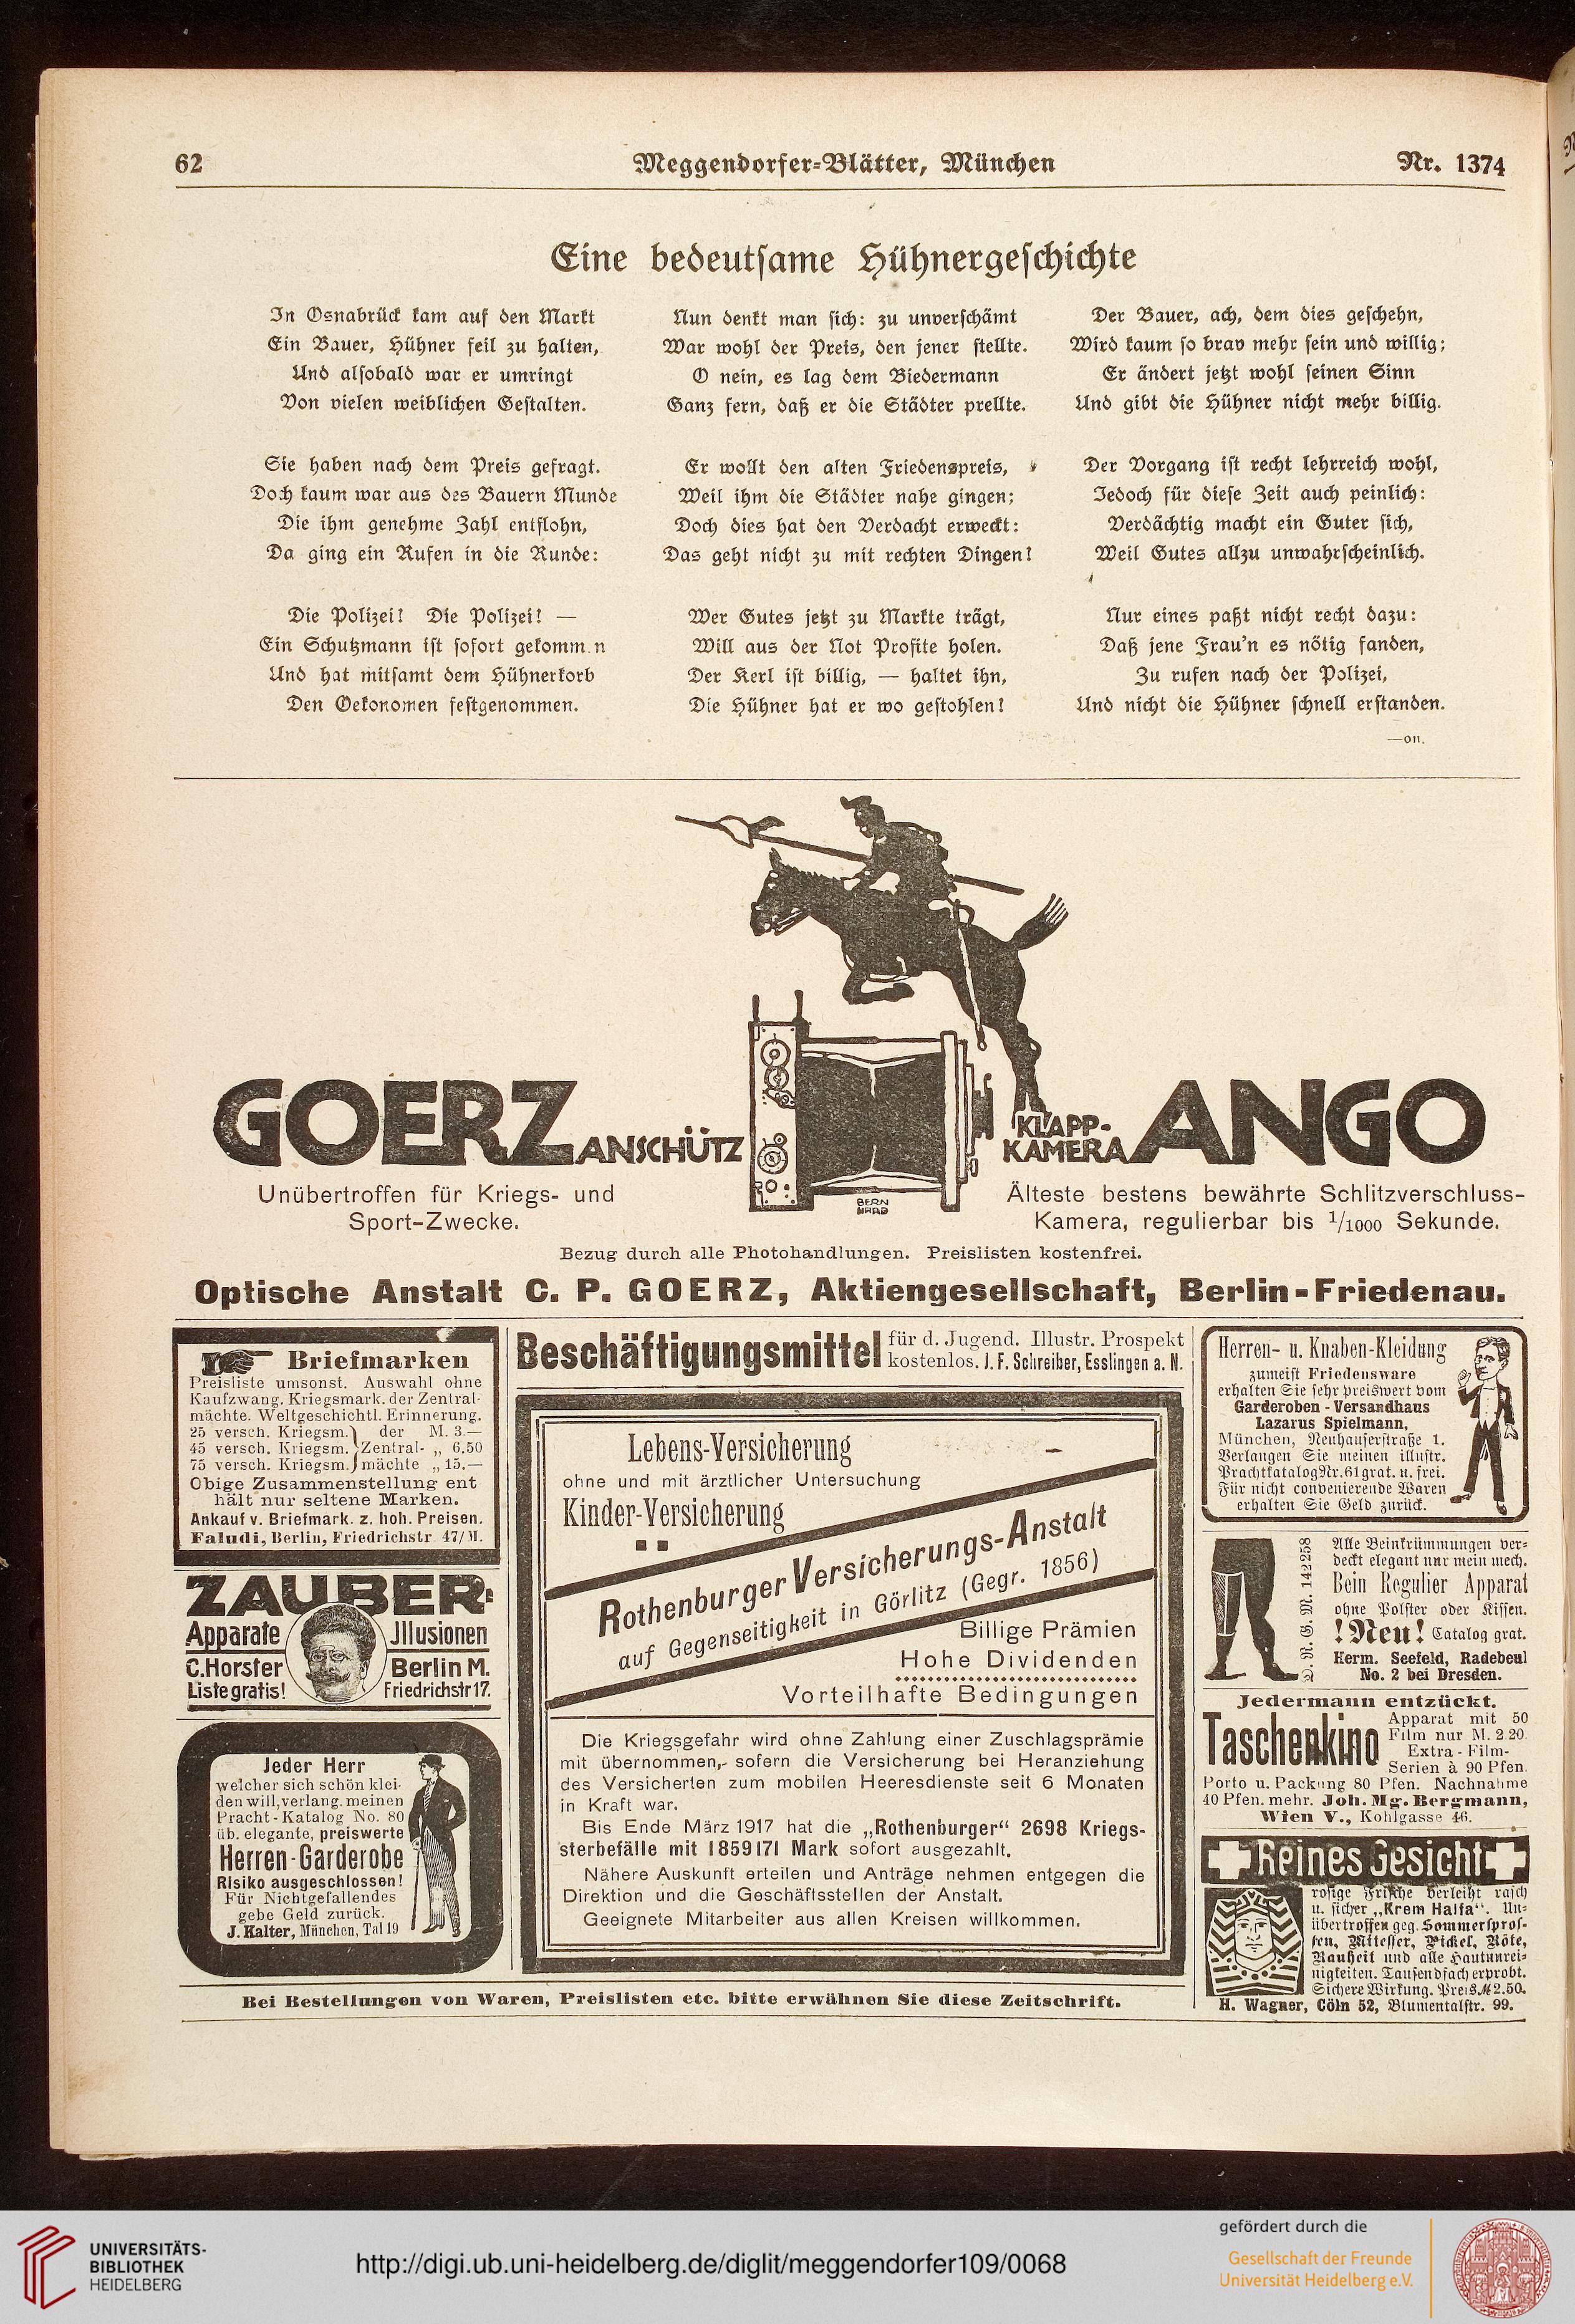 62
Meggendorfer-Blätter, München
Nr. 1374
Eine bedeutsame Hühnergeschichte
In Osnabrück kam auf den Markt
Ein Bauer, Hühner feil zu halten,
Und alsobald war er umringt
Von vielen weiblichen Gestalten.
Sie haben nach dem Preis gefragt.
Doch kaum war aus des Bauern Munde
Die ihm genehme Zahl entflohn,
Da ging ein Rufen in die Runde:
Die Polizei! Die Polizei! —
Ein Schutzmann ist sofort gekomm.n
Und hat mitsamt dem Hühnerkorb
Den Oekonomen festgenommen.
Nun denkt man sich: zu unverschämt
War wohl der Preis, den jener stellte.
O nein, es lag dem Biedermann
Ganz fern, daß er die Städter prellte.
Er wollt den alten Friedenspreis,
Weil ihm die Städter nahe gingen;
Doch dies hat den Verdacht erweckt:
Das geht nicht zu mit rechten Dingen!
Wer Gutes jetzt zu Markte trägt,
Will aus der Not Profite holen.
Der Kerl ist billig, — haltet ihn,
Die Hühner hat er wo gestohlen!
Der Bauer, ach, dem dies geschehn,
Wird kaum so brav mehr sein und willig;
Er ändert jetzt wohl seinen Sinn
Und gibt die Hühner nicht mehr billig.
Der Vorgang ist recht lehrreich wohl,
Jedoch für diese Zeit auch peinlich:
Verdächtig macht ein Guter sich,
Weil Gutes allzu unwahrscheinlich.
Nur eines paßt nicht recht dazu:
Daß jene Frau'n es nötig fanden,
Zu rufen nach der Polizei,
Und nicht die Hühner schnell erstanden.
—on.
GOERZ ANSCHÜTZ
KLAPP-
KAMERA ANGO
BERN
HARD
Unübertroffen für Kriegs- und
Sport-Zwecke.
Älteste bestens bewährte Schlitzverschluss-
Kamera, regulierbar bis 1/1000 Sekunde.
Bezug durch alle Photohandlungen. Preislisten kostenfrei.
Optische Anstalt C. P. GOERZ, Aktiengesellschaft, Berlin-Friedenau.
Briefmarken
Preisliste umsonst. Auswahl ohne
Kaufzwang. Kriegsmark. der Zentral-
mächte. Weltgeschichtl. Erinnerung.
25 versch. Kriegsm. } der M. 3.—
45 versch. Kriegsm. } Zentral- „ 6.50
75 versch. Kriegsm. } mächte „ 15.—
Obige Zusammenstellung ent
hält nur seltene Marken.
Ankauf v. Briefmark. z. hoh. Preisen.
Faludi, Berlin, Friedrichstr. 47/M.
ZAUBER-
Apparate Jllusionen
C.Horster Berlin M.
Liste gratis! Friedrichstr 17.
Jeder Herr
welcher sich schön klei-
den will, verlang. meinen
Pracht-Katalog No. 80
üb. elegante, preiswerte
Herren-Garderobe
Risiko ausgeschlossen!
Für Nichtgefallendes
gebe Geld zurück.
J. Kalter, München, Tal 19
Beschäftigungsmittel für d. Jugend. Illustr. Prospekt
kostenlos. J. F. Schreiber, Esslingen a. N.
Lebens-Versicherung
ohne und mit ärztlicher Untersuchung
Kinder-Versicherung
Rothenburger Versicherungs-Anstalt
auf Gegenseitigkeit in Görlitz (Gegr. 1856)
Billige Prämien
Hohe Dividenden
Vorteilhafte Bedingungen
Die Kriegsgefahr wird ohne Zahlung einer Zuschlagsprämie
mit übernommen, sofern die Versicherung bei Heranziehung
des Versicherten zum mobilen Heeresdienste seit 6 Monaten
in Kraft war.
Bis Ende März 1917 hat die „Rothenburger“ 2698 Kriegs-
sterbefälle mit 1859171 Mark sofort ausgezahlt.
Nähere Auskunft erteilen und Anträge nehmen entgegen die
Direktion und die Geschäftsstellen der Anstalt.
Geeignete Mitarbeiter aus allen Kreisen willkommen.
Bei Bestellungen von Waren, Preislisten etc. bitte erwähnen Sie diese Zeitschrift.
Herren- u. Knaben-Kleidung
zumeist Friedensware
erhalten Sie sehr preiswert vom
Garderoben-Versandhaus
Lazarus Spielmann,
München, Neuhauserstraße 1.
Verlangen Sie meinen illustr.
Prachtkatalog Nr. 61 grat. u. frei.
Für nicht convenierende Waren
erhalten Sie Geld zurück.
D. R. G. M. 142258
Alle Beinkrümmungen ver-
deckt elegant nur mein mech.
Bein Regulier Apparat
ohne Polster oder Kissen.
! Neu ! Catalog grat.
Herm. Seefeld, Radebeul
No. 2 bei Dresden.
Jedermann entzückt.
Taschenkino
Apparat mit 50
Film nur M. 2.20.
Extra-Film-
Serien à 90 Pfen.
Porto u. Packung 80 Pfen. Nachnahme
40 Pfen. mehr. Joh. Mg. Bergmann,
Wien V., Kohlgasse 46.
Reines Gesicht
rosige Frische verleiht rasch
u. sicher „Krem Halfa“. Un-
übertroffen geg. Sommerspros-
sen, Mitesser, Pickel, Röte,
Rauheit und alle Hautunrei-
nigkeiten. Tausendfach erprobt.
Sichere Wirkung. Preis M 2.50.
H. Wagner, Cöln 52, Blumentalstr. 99.
UNIVERSITÄTS-
BIBLIOTHEK
HEIDELBERG
http://digi.ub.uni-heidelberg.de/diglit/meggendorfer109/0068
gefördert durch die
Gesellschaft der Freunde
Universität Heidelberg e.V.